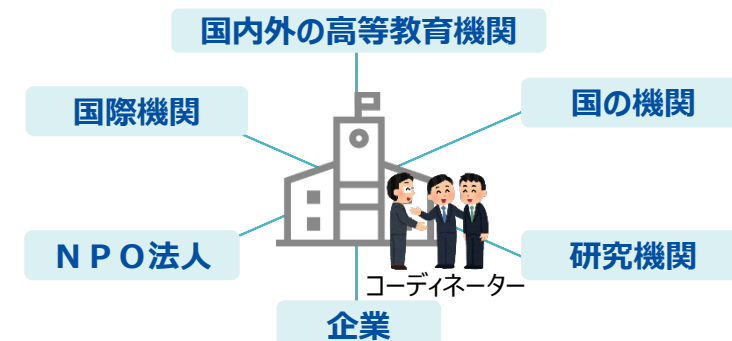 国内外の高等教育機関
国際機関
国の機関
ＮＰＯ法人
研究機関
コーディネーター
企業